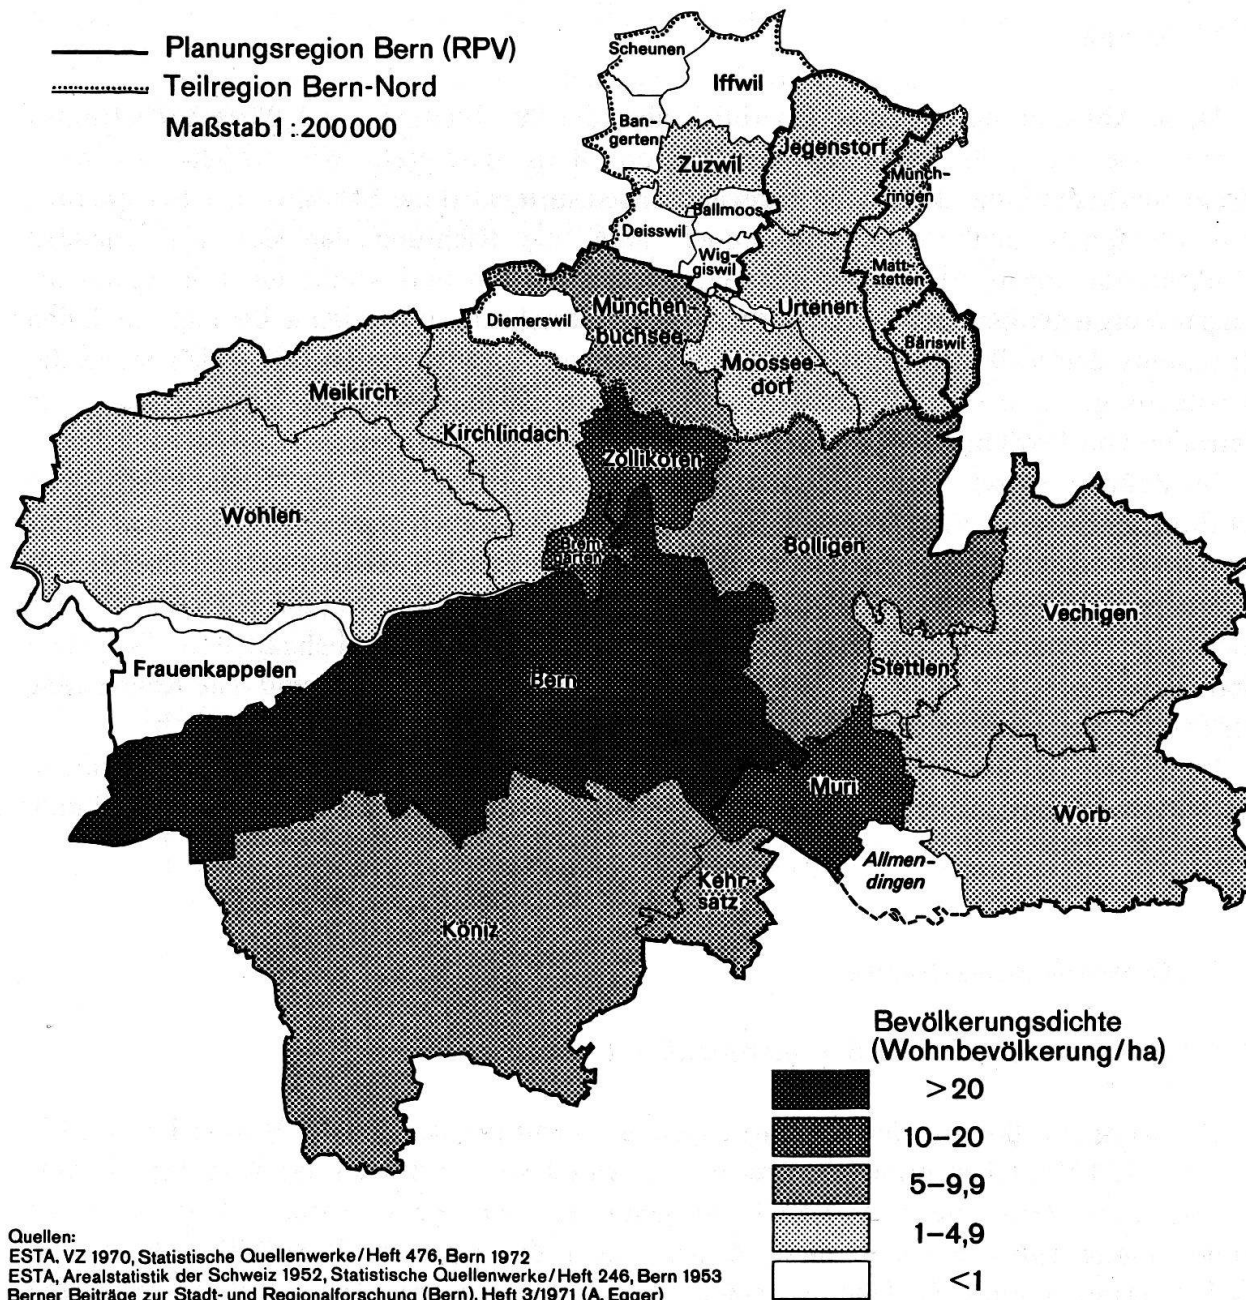 Planungsregion Bern (RPV)
Teilregion Bern-Nord
Maßstab 1:200000
Scheunen
Iffwil
Ban-
gerten
Zuzwil
Jegenstorf
Münch-
ringen
Ballmoos
Deisswil
Wig-
giswil
Matt-
stetten
Diemerswil
München-
buchsee
Urtenen
Bäriswil
Moossee-
dorf
Meikirch
Kirchlindach
Zollikofen
Wohlen
Brem-
garten
Bolligen
Vechigen
Frauenkappelen
Bern
Stettlen
Muri
Worb
Allmen-
dingen
Kehr-
satz
Köniz
Bevölkerungsdichte
(Wohnbevölkerung/ha)
>20
10–20
5–9,9
1–4,9
<1
Quellen:
ESTA, VZ 1970, Statistische Quellenwerke/Heft 476, Bern 1972
ESTA, Arealstatistik der Schweiz 1952, Statistische Quellenwerke/Heft 246, Bern 1953
Berner Beiträge zur Stadt- und Regionalforschung (Bern), Heft 3/1971 (A. Egger)